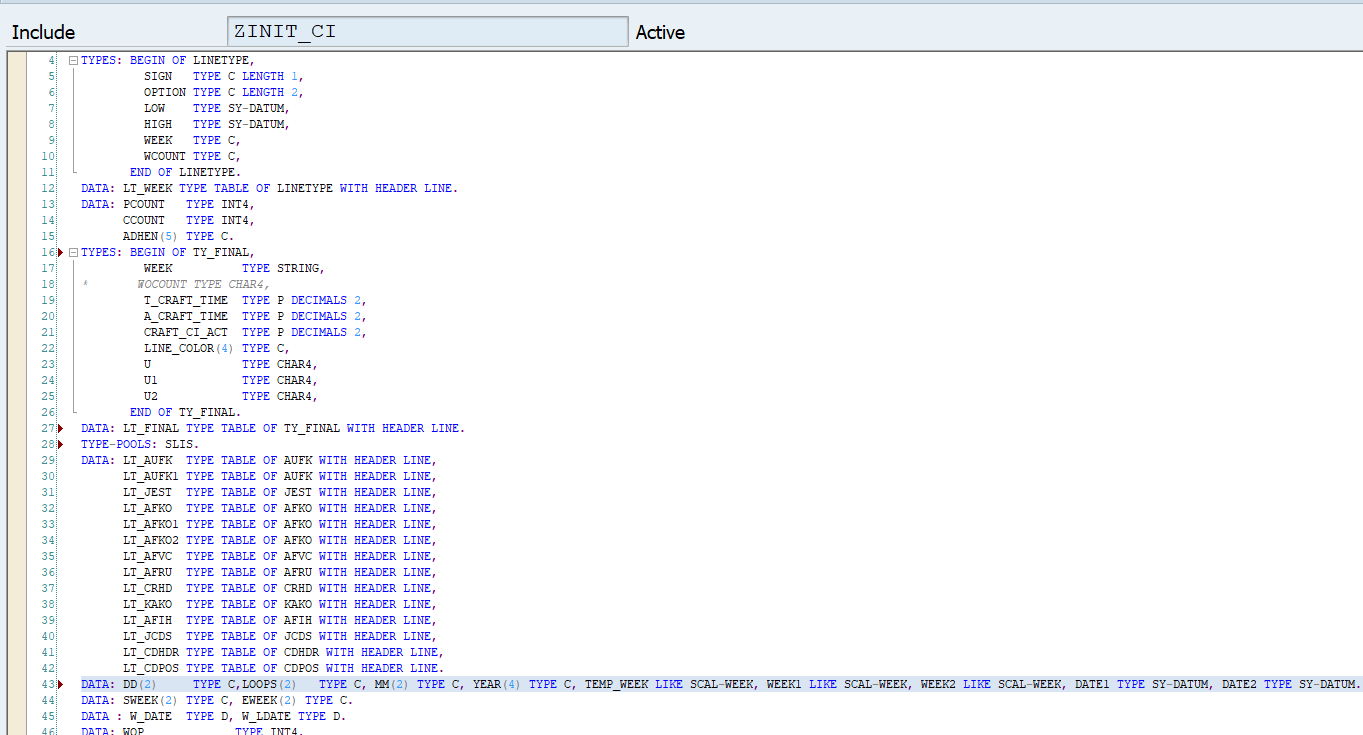 Include ZINIT_CI Active
4 TYPES: BEGIN OF LINETYPE,
5 SIGN TYPE C LENGTH 1,
6 OPTION TYPE C LENGTH 2,
7 LOW TYPE SY-DATUM,
8 HIGH TYPE SY-DATUM,
9 WEEK TYPE C,
10 WCOUNT TYPE C,
11 END OF LINETYPE.
12 DATA: LT_WEEK TYPE TABLE OF LINETYPE WITH HEADER LINE.
13 DATA: PCOUNT TYPE INT4,
14 CCOUNT TYPE INT4,
15 ADHEN(5) TYPE C.
16 TYPES: BEGIN OF TY_FINAL,
17 WEEK TYPE STRING,
18 * WOCOUNT TYPE CHAR4,
19 T_CRAFT_TIME TYPE P DECIMALS 2,
20 A_CRAFT_TIME TYPE P DECIMALS 2,
21 CRAFT_CI_ACT TYPE P DECIMALS 2,
22 LINE_COLOR(4) TYPE C,
23 U TYPE CHAR4,
24 U1 TYPE CHAR4,
25 U2 TYPE CHAR4,
26 END OF TY_FINAL.
27 DATA: LT_FINAL TYPE TABLE OF TY_FINAL WITH HEADER LINE.
28 TYPE-POOLS: SLIS.
29 DATA: LT_AUFK TYPE TABLE OF AUFK WITH HEADER LINE,
30 LT_AUFK1 TYPE TABLE OF AUFK WITH HEADER LINE,
31 LT_JEST TYPE TABLE OF JEST WITH HEADER LINE,
32 LT_AFKO TYPE TABLE OF AFKO WITH HEADER LINE,
33 LT_AFKO1 TYPE TABLE OF AFKO WITH HEADER LINE,
34 LT_AFKO2 TYPE TABLE OF AFKO WITH HEADER LINE,
35 LT_AFVC TYPE TABLE OF AFVC WITH HEADER LINE,
36 LT_AFRU TYPE TABLE OF AFRU WITH HEADER LINE,
37 LT_CRHD TYPE TABLE OF CRHD WITH HEADER LINE,
38 LT_KAKO TYPE TABLE OF KAKO WITH HEADER LINE,
39 LT_AFIH TYPE TABLE OF AFIH WITH HEADER LINE,
40 LT_JCDS TYPE TABLE OF JCDS WITH HEADER LINE,
41 LT_CDHDR TYPE TABLE OF CDHDR WITH HEADER LINE,
42 LT_CDPOS TYPE TABLE OF CDPOS WITH HEADER LINE.
43 DATA: DD(2) TYPE C,LOOPS(2) TYPE C, MM(2) TYPE C, YEAR(4) TYPE C, TEMP_WEEK LIKE SCAL-WEEK, WEEK1 LIKE SCAL-WEEK, WEEK2 LIKE SCAL-WEEK, DATE1 TYPE SY-DATUM, DATE2 TYPE SY-DATUM.
44 DATA: SWEEK(2) TYPE C, EWEEK(2) TYPE C.
45 DATA : W_DATE TYPE D, W_LDATE TYPE D.
46 DATA: WOP TYPE INT4,